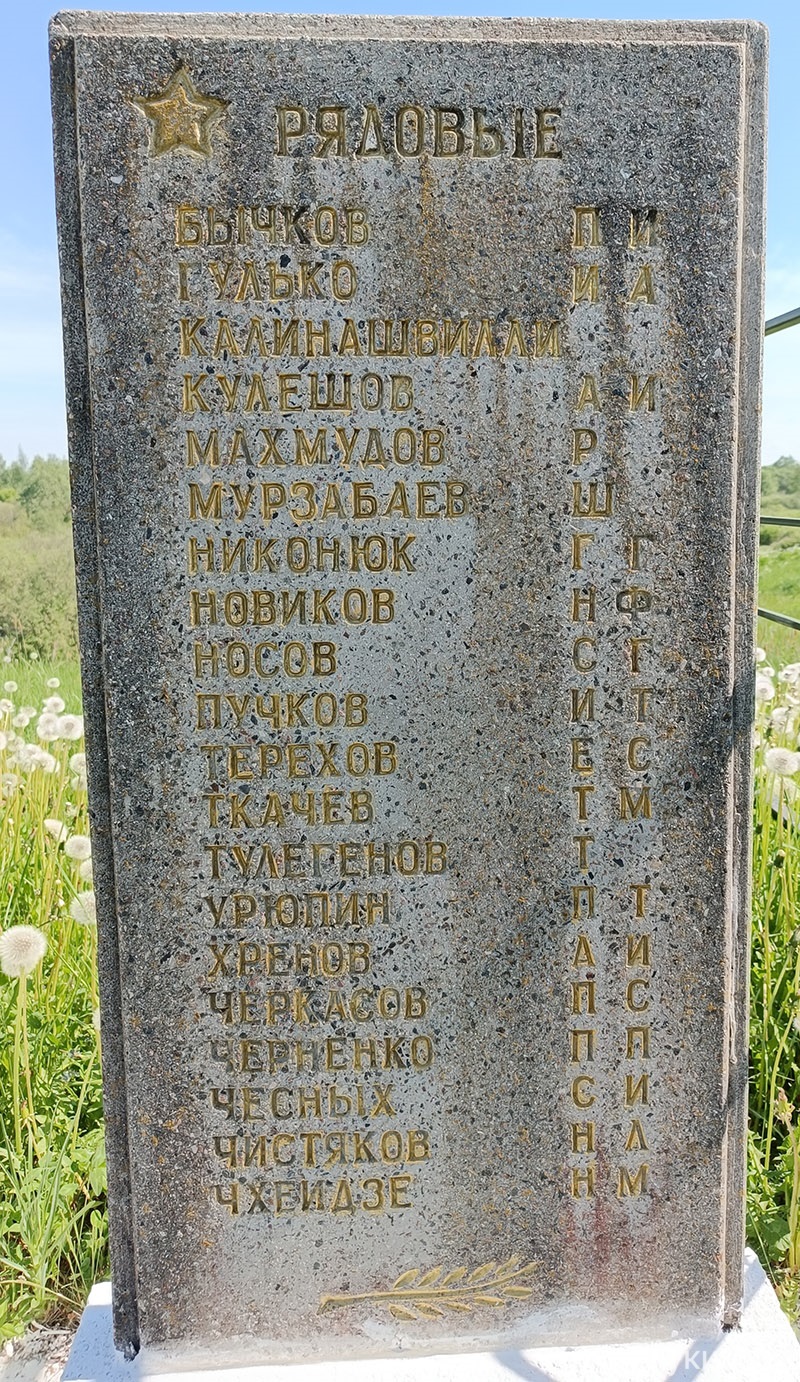 РЯДОВЫЕ
БЫЧКОВ П И
ГУЛЬКО И А
КАЛИНАШВИЛЛИ
КУЛЕШОВ А И
МАХМУДОВ Р
МУРЗАБАЕВ Ш
НИКОНЮК Г Г
НОВИКОВ Н Ф
НОСОВ С Г
ПУЧКОВ И Т
ТЕРЕХОВ Е С
ТКАЧЕВ Т М
ТУЛЕГЕНОВ Т
УРЮПИН П Т
ХРЕНОВ А И
ЧЕРКАСОВ П С
ЧЕРНЕНКО П П
ЧЕСНЫХ С И
ЧИСТЯКОВ Н Л
ЧХЕИДЗЕ Н М